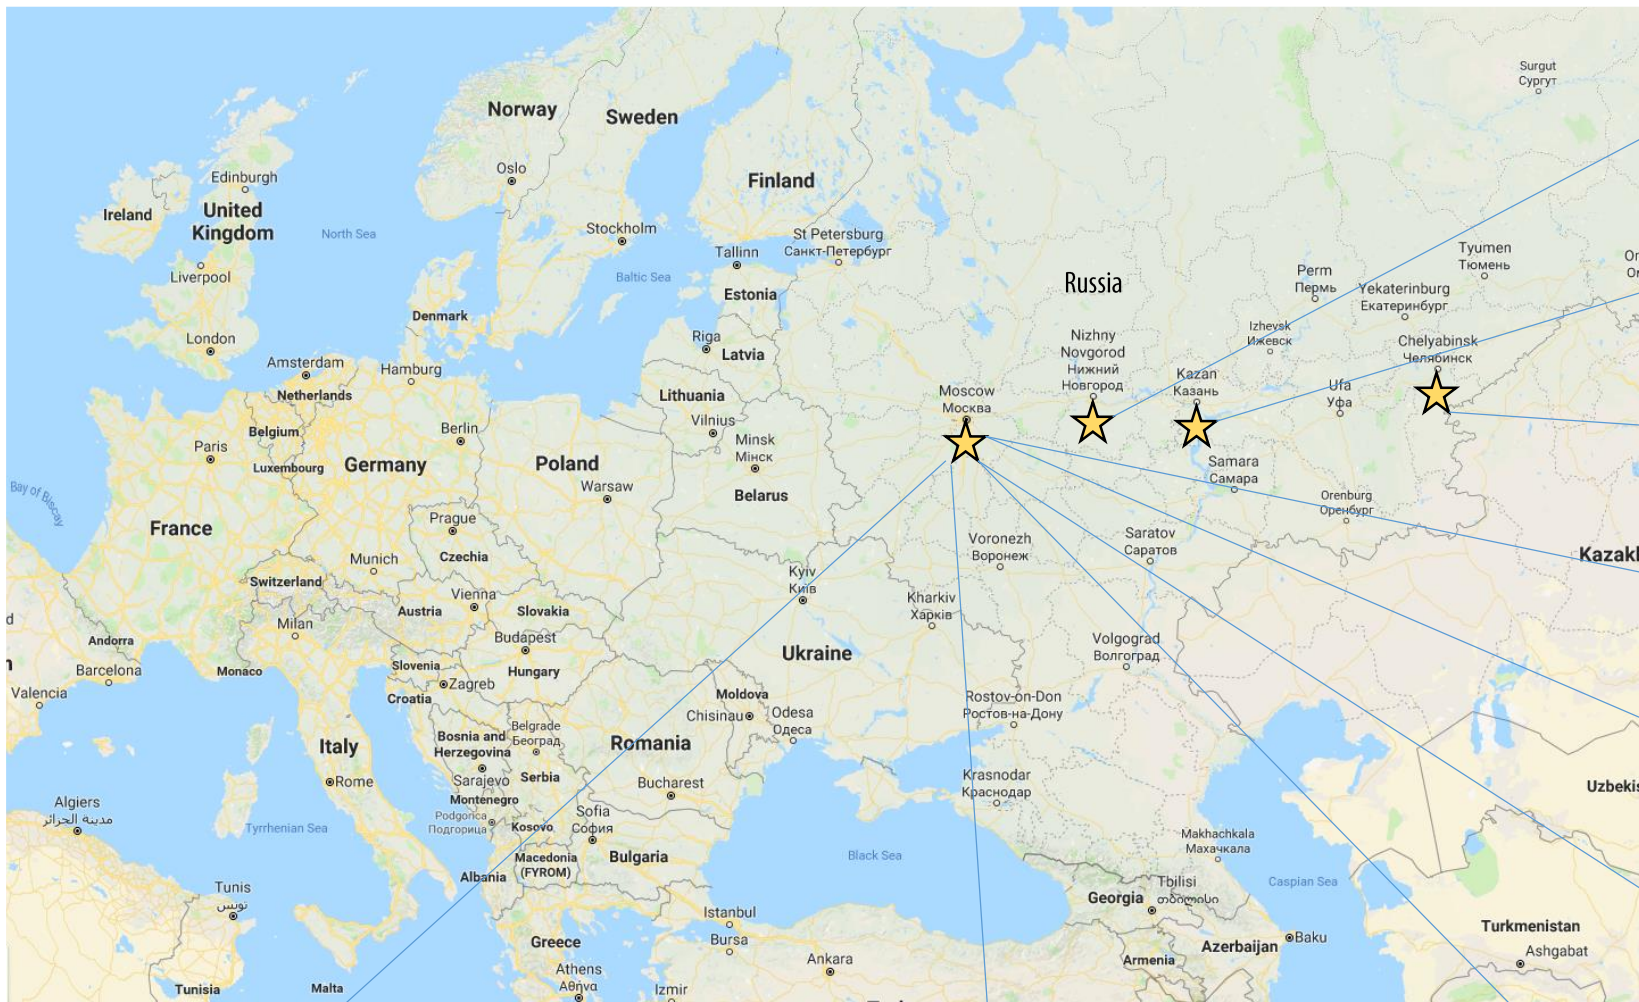 Surgut
Сургут
Norway
Sweden
Oslo
Finland
Edinburgh
Ireland
United
Kingdom
North Sea
Stockholm
St Petersburg
Санкт-Петербург
Tallinn
Baltic Sea
Estonia
Russia
Perm
Пермь
Tyumen
Тюмень
Yekaterinburg
Екатеринбург
Liverpool
Denmark
London
Riga
Latvia
Nizhny
Novgorod
Нижний
Новгород
Izhevsk
Ижевск
Chelyabinsk
Челябинск
Amsterdam
Hamburg
Netherlands
Lithuania
Vilnius
Moscow
Москва
Kazan
Казань
Ufa
Уфа
Belgium
Berlin
Paris
Luxembourg
Germany
Poland
Warsaw
Minsk
Мінск
Belarus
Samara
Самара
Orenburg
Оренбург
Bay of Biscay
France
Prague
Czechia
Munich
Voronezh
Воронеж
Saratov
Саратов
Kazakl
Switzerland
Vienna
Austria
Slovakia
Kyiv
Київ
Kharkiv
Харків
Milan
Budapest
Hungary
Andorra
Barcelona
Monaco
Slovenia
Zagreb
Croatia
Ukraine
Volgograd
Волгоград
Valencia
Moldova
Chisinau
Odesa
Одеса
Rostov-on-Don
Ростов-на-Дону
Italy
Rome
Bosnia and
Herzegovina
Sarajevo
Belgrade
Београд
Serbia
Romania
Bucharest
Krasnodar
Краснодар
Uzbekis
Algiers
مدينة الجزائر
Tyrrhenian Sea
Montenegro
Podgorica
Подгорица
Kosovo
Sofia
София
Bulgaria
Macedonia
(FYROM)
Albania
Black Sea
Makhachkala
Махачкала
Caspian Sea
Tunis
تونس
Georgia
Tbilisi
თბილისი
Istanbul
Bursa
Greece
Athens
Αθήνα
Izmir
Ankara
Armenia
Azerbaijan
Baku
Turkmenistan
Ashgabat
Tunisia
Malta